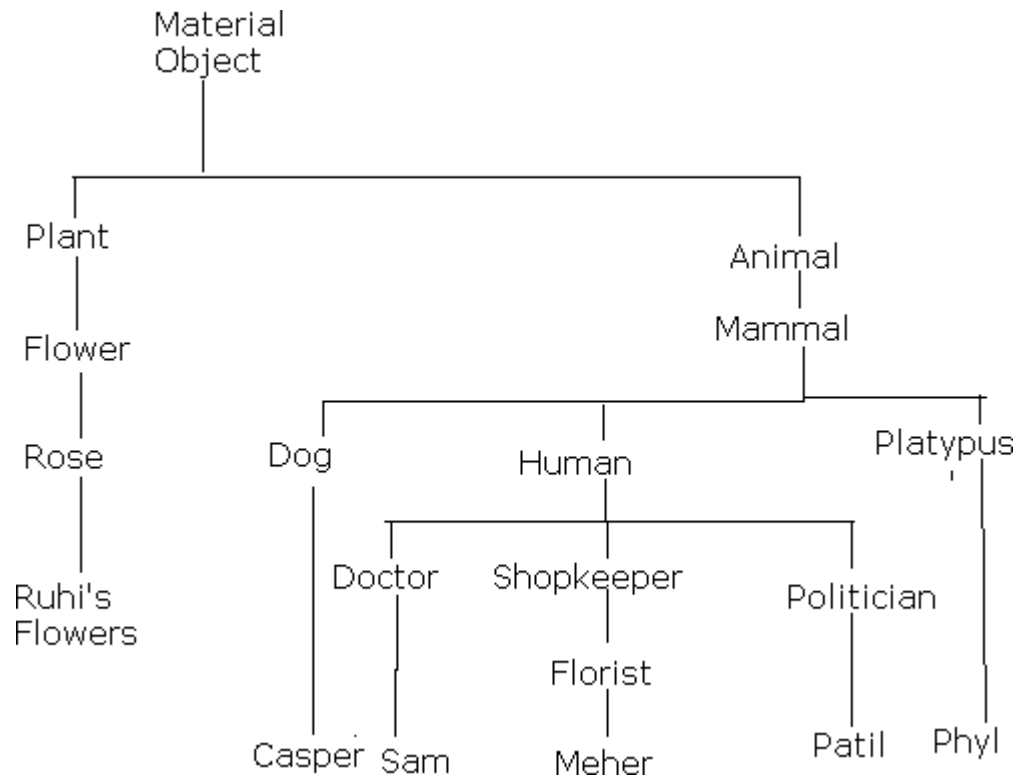 Material
Object
Plant
Animal
Flower
Mammal
Rose
Dog
Human
Platypus
Ruhi's
Flowers
Doctor
Shopkeeper
Politician
Florist
Casper
Sam
Meher
Patil
Phyl